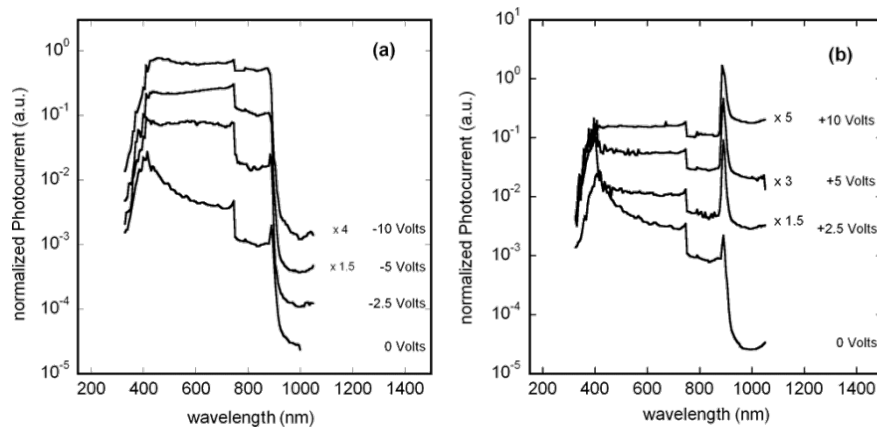 (a)
10^0
10^-1
10^-2
10^-3
10^-4
10^-5
normalized Photocurrent (a.u.)
x 4 -10 Volts
x 1.5 -5 Volts
-2.5 Volts
0 Volts
200 400 600 800 1000 1200 1400
wavelength (nm)
(b)
10^1
10^0
10^-1
10^-2
10^-3
10^-4
10^-5
normalized Photocurrent (a.u.)
x 5 +10 Volts
x 3 +5 Volts
x 1.5 +2.5 Volts
0 Volts
200 400 600 800 1000 1200 1400
wavelength (nm)